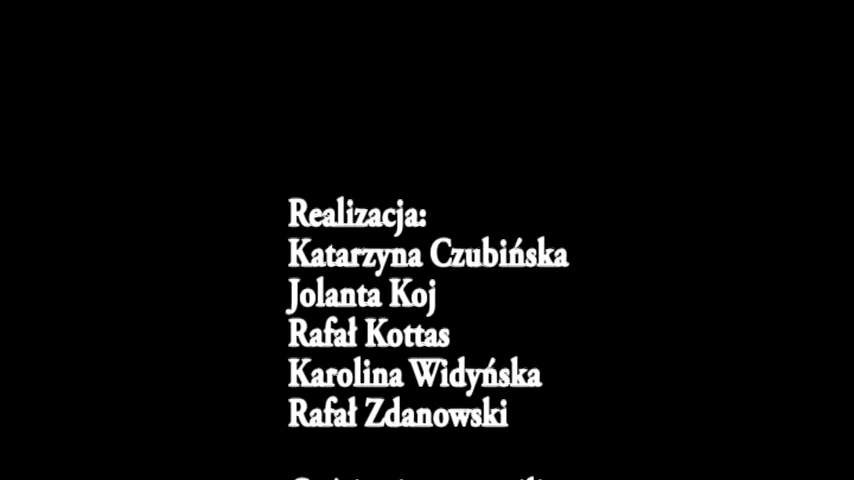 Realizacja:
Katarzyna Czubińska
Jolanta Koj
Rafał Kottas
Karolina Widyńska
Rafał Zdanowski